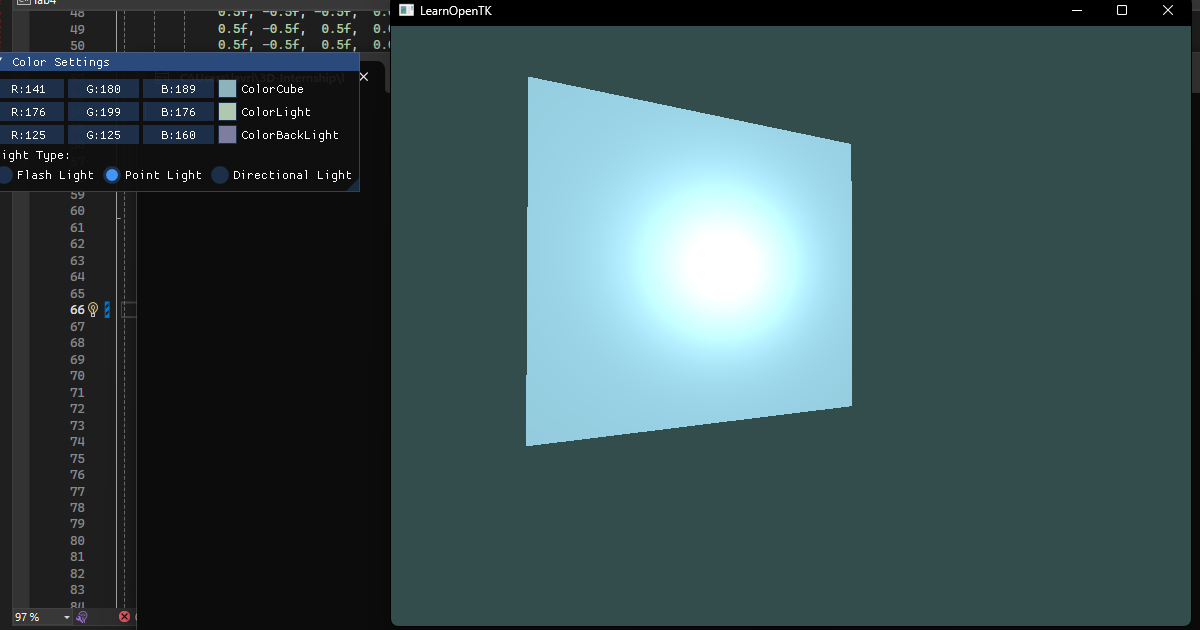 lab4
48 0.5f, -0.5f, -0.5f, 0.
49 0.5f, -0.5f, 0.5f, 0.
50 0.5f, -0.5f, 0.5f, 0.
LearnOpenTK
Color Settings
R:141 G:180 B:189 ColorCube
R:176 G:199 B:176 ColorLight
R:125 G:125 B:160 ColorBackLight
ight Type:
Flash Light Point Light Directional Light
59
60
61
62
63
64
65
66
67
68
69
70
71
72
73
74
75
76
77
78
79
80
81
82
83
84
97 %